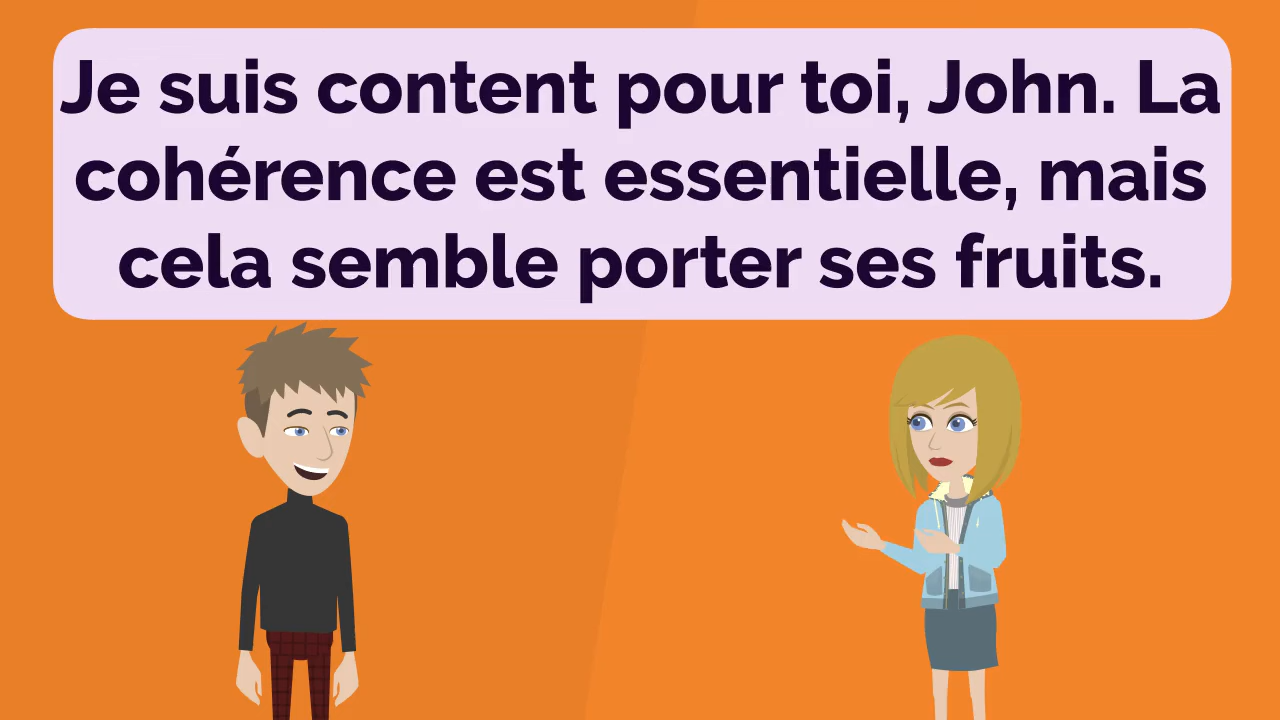 Je suis content pour toi, John. La
cohérence est essentielle, mais
cela semble porter ses fruits.